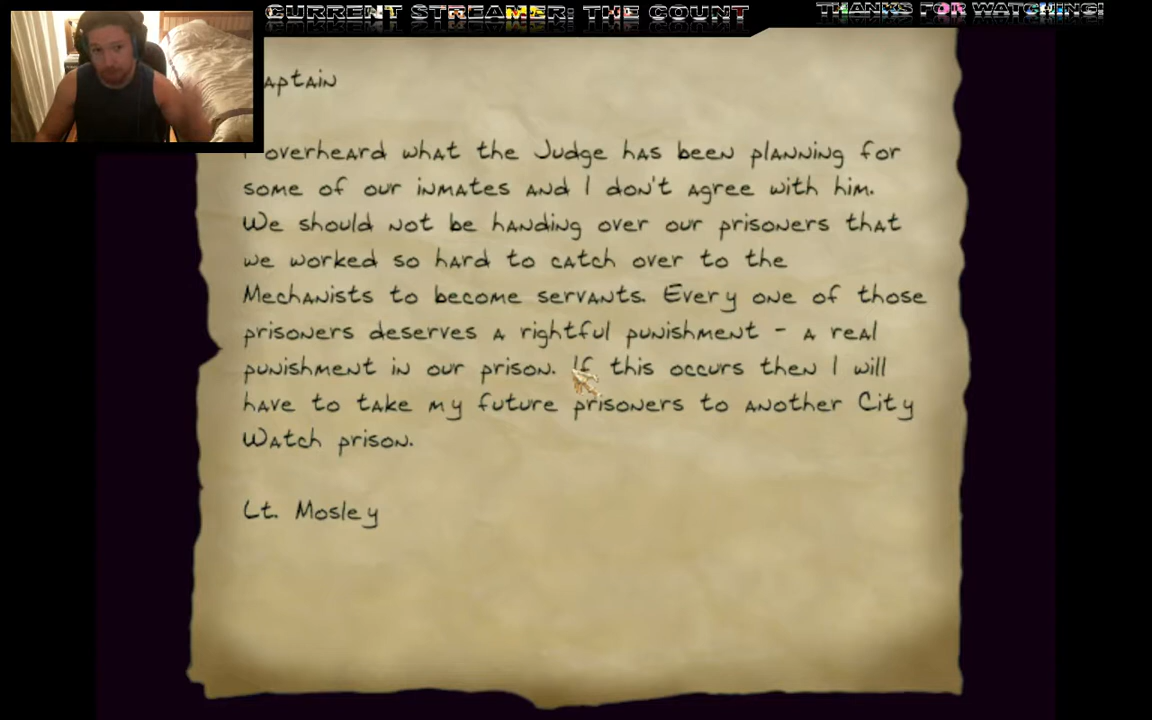 CURRENT STREAMER: THE COUNT
THANKS FOR WATCHING!
overheard what the Judge has been planning for
some of our inmates and I don't agree with him.
We should not be handing over our prisoners that
we worked so hard to catch over to the
Mechanists to become servants. Every one of those
prisoners deserves a rightful punishment - a real
punishment in our prison. If this occurs then I will
have to take my future prisoners to another City
Watch prison.
Lt. Mosley